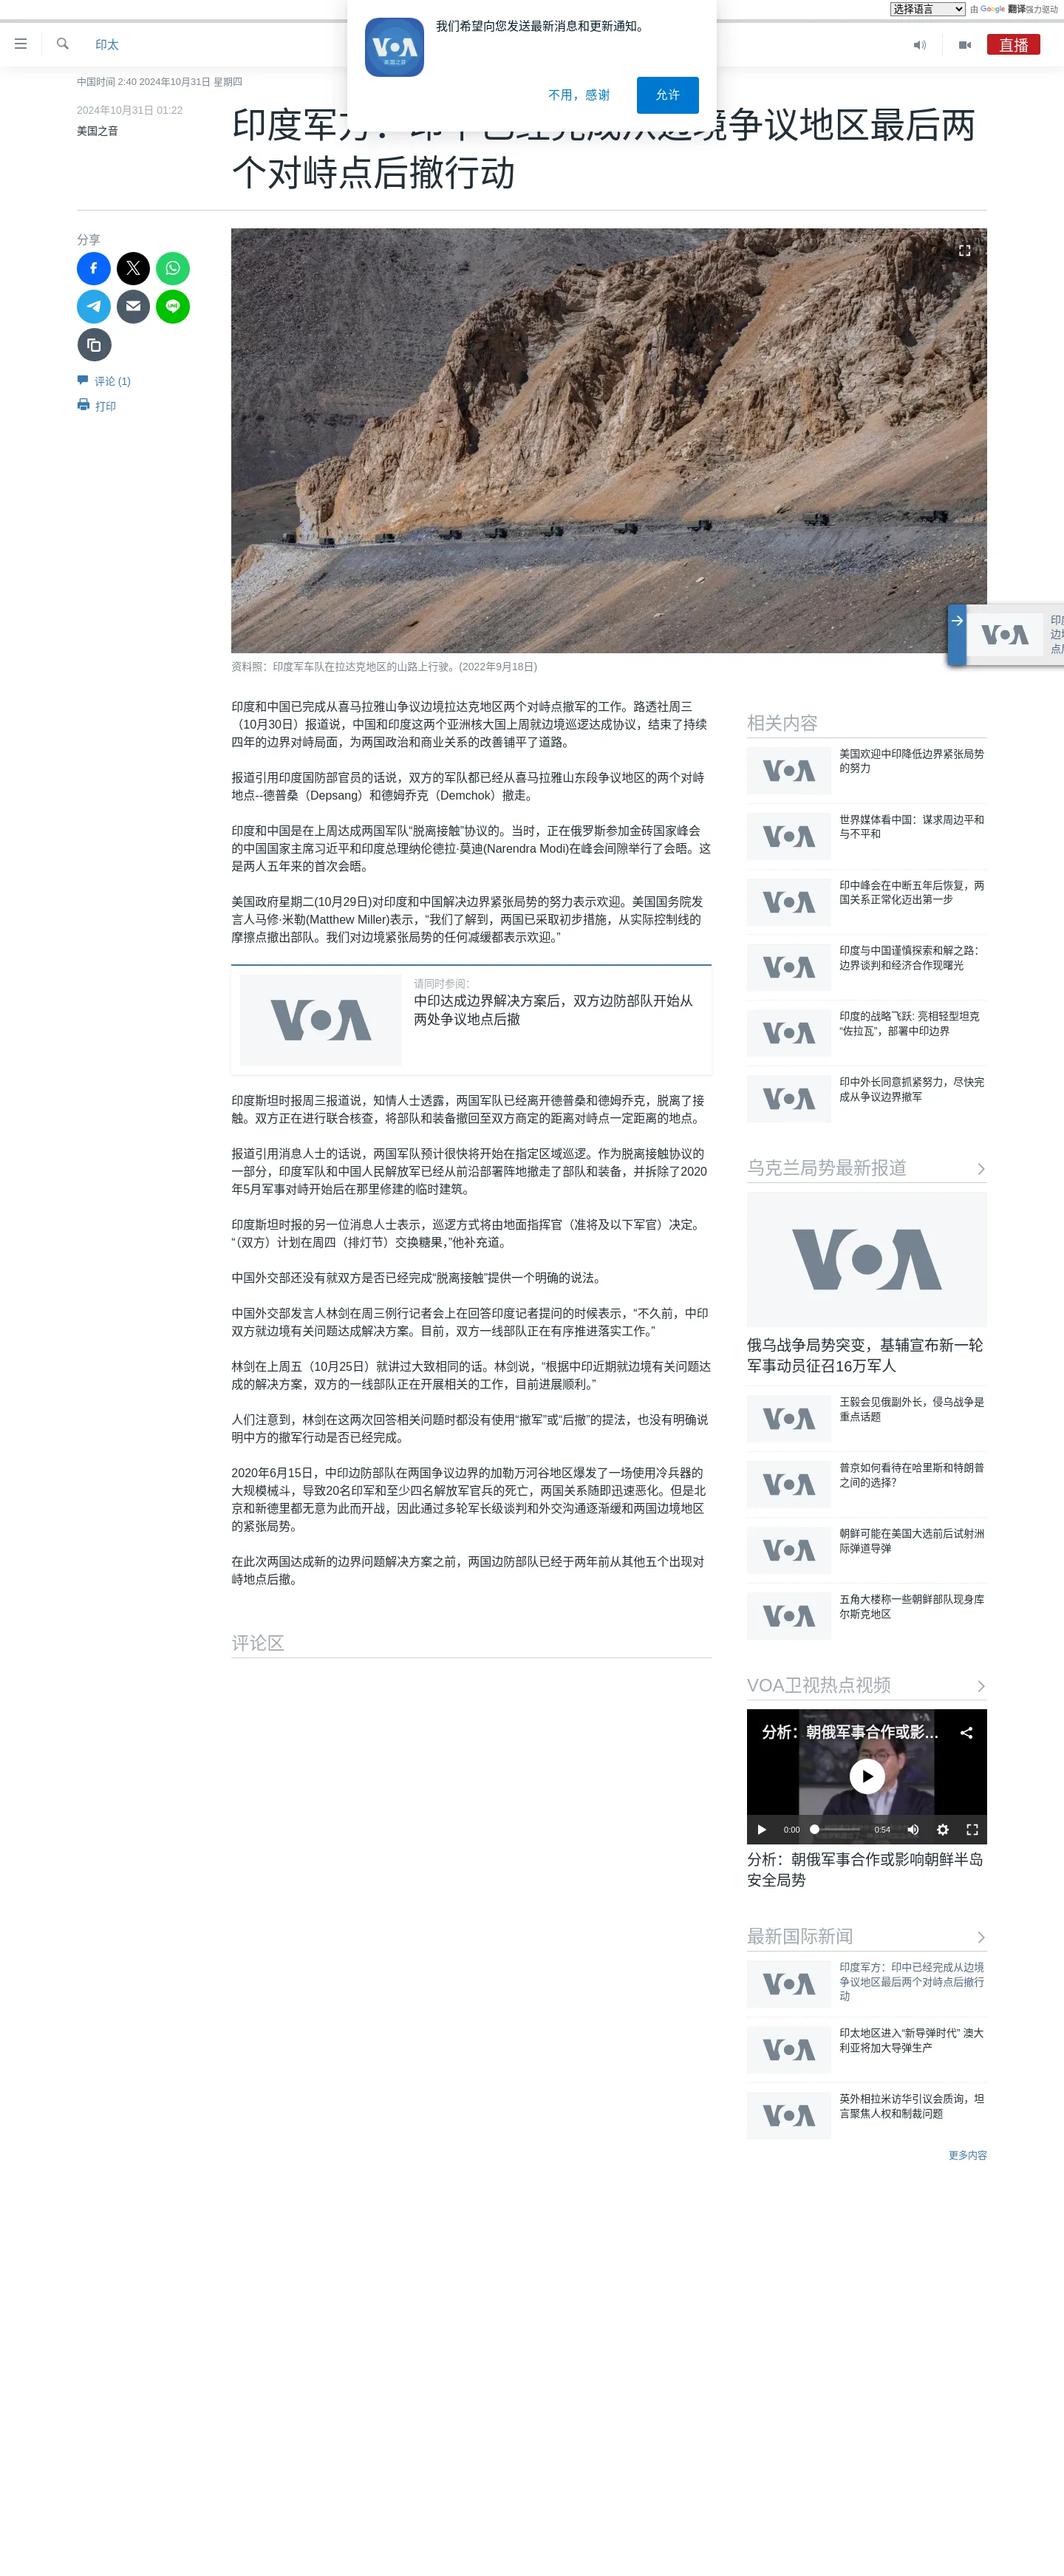 选择语言 由 Google 翻译强力驱动
我们希望向您发送最新消息和更新通知。
VOA
美国之音
不用，感谢
允许
印太
直播
中国时间 2:40 2024年10月31日 星期四
2024年10月31日 01:22
美国之音
印度军方：印中已经完成从边境争议地区最后两
个对峙点后撤行动
分享
评论 (1)
打印
资料照：印度军车队在拉达克地区的山路上行驶。(2022年9月18日)
印度和中国已完成从喜马拉雅山争议边境拉达克地区两个对峙点撤军的工作。路透社周三
（10月30日）报道说，中国和印度这两个亚洲核大国上周就边境巡逻达成协议，结束了持续
四年的边界对峙局面，为两国政治和商业关系的改善铺平了道路。
报道引用印度国防部官员的话说，双方的军队都已经从喜马拉雅山东段争议地区的两个对峙
地点--德普桑（Depsang）和德姆乔克（Demchok）撤走。
印度和中国是在上周达成两国军队“脱离接触”协议的。当时，正在俄罗斯参加金砖国家峰会
的中国国家主席习近平和印度总理纳伦德拉·莫迪(Narendra Modi)在峰会间隙举行了会晤。这
是两人五年来的首次会晤。
美国政府星期二(10月29日)对印度和中国解决边界紧张局势的努力表示欢迎。美国国务院发
言人马修·米勒(Matthew Miller)表示，“我们了解到，两国已采取初步措施，从实际控制线的
摩擦点撤出部队。我们对边境紧张局势的任何减缓都表示欢迎。”
VOA
请同时参阅：
中印达成边界解决方案后，双方边防部队开始从
两处争议地点后撤
印度斯坦时报周三报道说，知情人士透露，两国军队已经离开德普桑和德姆乔克，脱离了接
触。双方正在进行联合核查，将部队和装备撤回至双方商定的距离对峙点一定距离的地点。
报道引用消息人士的话说，两国军队预计很快将开始在指定区域巡逻。作为脱离接触协议的
一部分，印度军队和中国人民解放军已经从前沿部署阵地撤走了部队和装备，并拆除了2020
年5月军事对峙开始后在那里修建的临时建筑。
印度斯坦时报的另一位消息人士表示，巡逻方式将由地面指挥官（准将及以下军官）决定。
“（双方）计划在周四（排灯节）交换糖果，”他补充道。
中国外交部还没有就双方是否已经完成“脱离接触”提供一个明确的说法。
中国外交部发言人林剑在周三例行记者会上在回答印度记者提问的时候表示，“不久前，中印
双方就边境有关问题达成解决方案。目前，双方一线部队正在有序推进落实工作。”
林剑在上周五（10月25日）就讲过大致相同的话。林剑说，“根据中印近期就边境有关问题达
成的解决方案，双方的一线部队正在开展相关的工作，目前进展顺利。”
人们注意到，林剑在这两次回答相关问题时都没有使用“撤军”或“后撤”的提法，也没有明确说
明中方的撤军行动是否已经完成。
2020年6月15日，中印边防部队在两国争议边界的加勒万河谷地区爆发了一场使用冷兵器的
大规模械斗，导致20名印军和至少四名解放军官兵的死亡，两国关系随即迅速恶化。但是北
京和新德里都无意为此而开战，因此通过多轮军长级谈判和外交沟通逐渐缓和两国边境地区
的紧张局势。
在此次两国达成新的边界问题解决方案之前，两国边防部队已经于两年前从其他五个出现对
峙地点后撤。
评论区
VOA
相关内容
VOA
美国欢迎中印降低边界紧张局势
的努力
VOA
世界媒体看中国：谋求周边平和
与不平和
VOA
印中峰会在中断五年后恢复，两
国关系正常化迈出第一步
VOA
印度与中国谨慎探索和解之路：
边界谈判和经济合作现曙光
VOA
印度的战略飞跃: 亮相轻型坦克
“佐拉瓦”，部署中印边界
VOA
印中外长同意抓紧努力，尽快完
成从争议边界撤军
乌克兰局势最新报道
VOA
俄乌战争局势突变，基辅宣布新一轮
军事动员征召16万军人
VOA
王毅会见俄副外长，侵乌战争是
重点话题
VOA
普京如何看待在哈里斯和特朗普
之间的选择？
VOA
朝鲜可能在美国大选前后试射洲
际弹道导弹
VOA
五角大楼称一些朝鲜部队现身库
尔斯克地区
VOA卫视热点视频
分析：朝俄军事合作或影...
0:00
0:54
分析：朝俄军事合作或影响朝鲜半岛
安全局势
最新国际新闻
VOA
印度军方：印中已经完成从边境
争议地区最后两个对峙点后撤行
动
VOA
印太地区进入“新导弹时代” 澳大
利亚将加大导弹生产
VOA
英外相拉米访华引议会质询，坦
言聚焦人权和制裁问题
更多内容